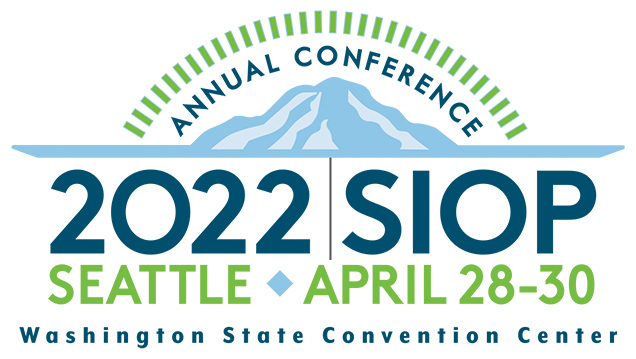 ANNUAL CONFERENCE
2022 SIOP
SEATTLE ◆ APRIL 28-30
Washington State Convention Center